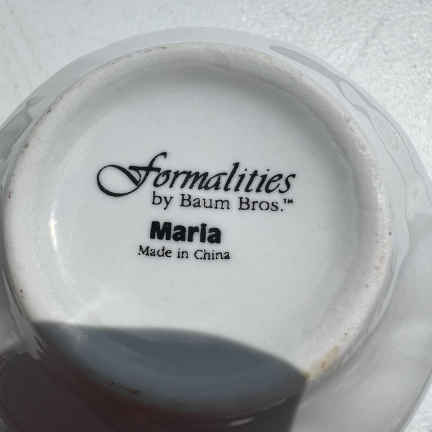 Formalities
by Baum Bros.™
Maria
Made in China